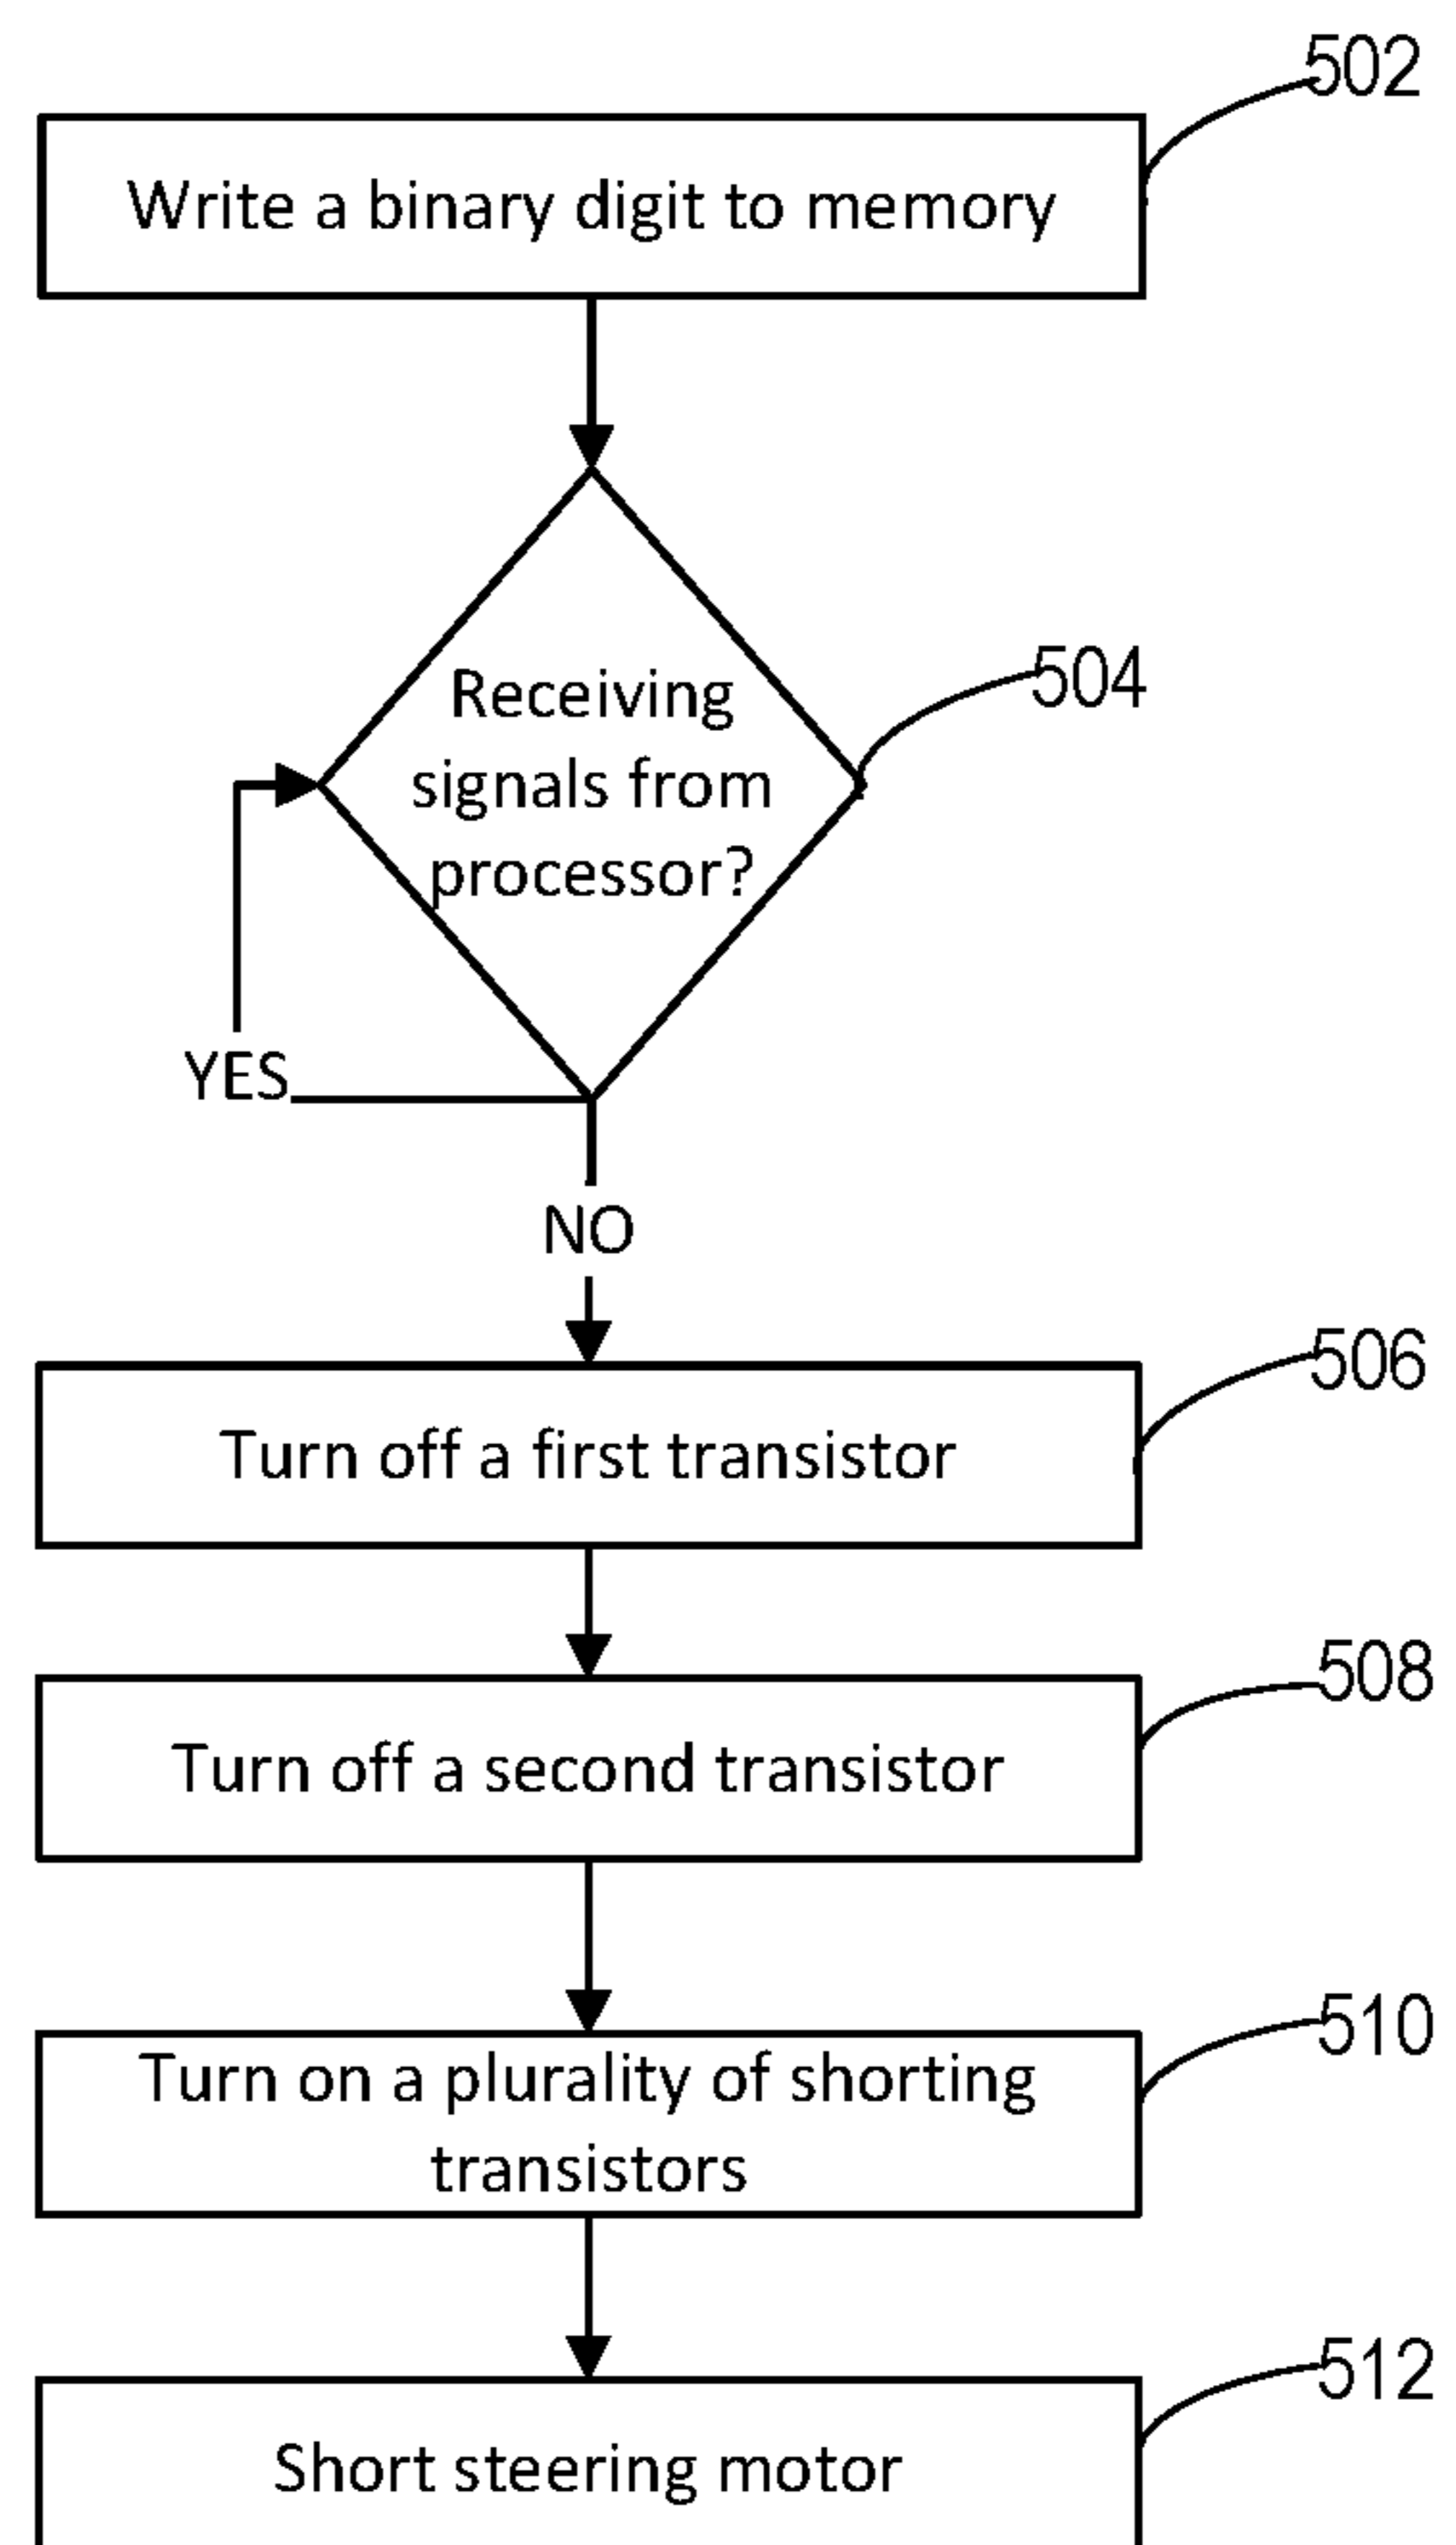 502
Write a binary digit to memory
504
Receiving
signals from
processor?
YES
NO
506
Turn off a first transistor
508
Turn off a second transistor
510
Turn on a plurality of shorting
transistors
512
Short steering motor